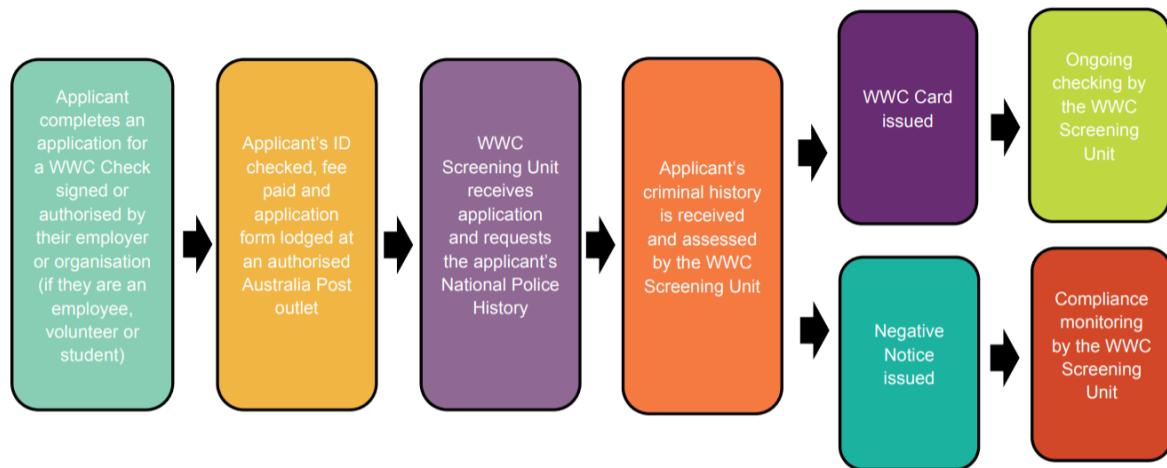 Applicant
completes an
application for
a WWC Check
signed or
authorised by
their employer
or organisation
(if they are an
employee,
volunteer or
student)
Applicant’s ID
checked, fee
paid and
application
form lodged at
an authorised
Australia Post
outlet
WWC
Screening Unit
receives
application
and requests
the applicant’s
National Police
History
Applicant’s
criminal history
is received
and assessed
by the WWC
Screening Unit
WWC Card
issued
Ongoing
checking by
the WWC
Screening
Unit
Negative
Notice
issued
Compliance
monitoring
by the WWC
Screening
Unit